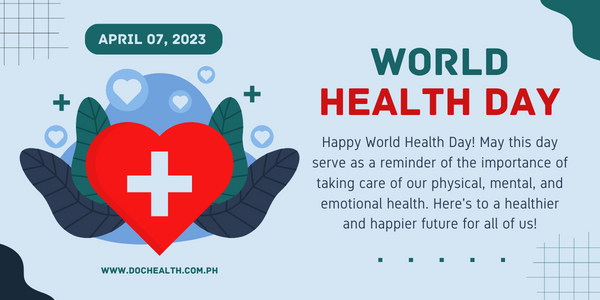 APRIL 07, 2023
WORLD
HEALTH DAY
Happy World Health Day! May this day
serve as a reminder of the importance of
taking care of our physical, mental, and
emotional health. Here's to a healthier
and happier future for all of us!
WWW.DOCHEALTH.COM.PH